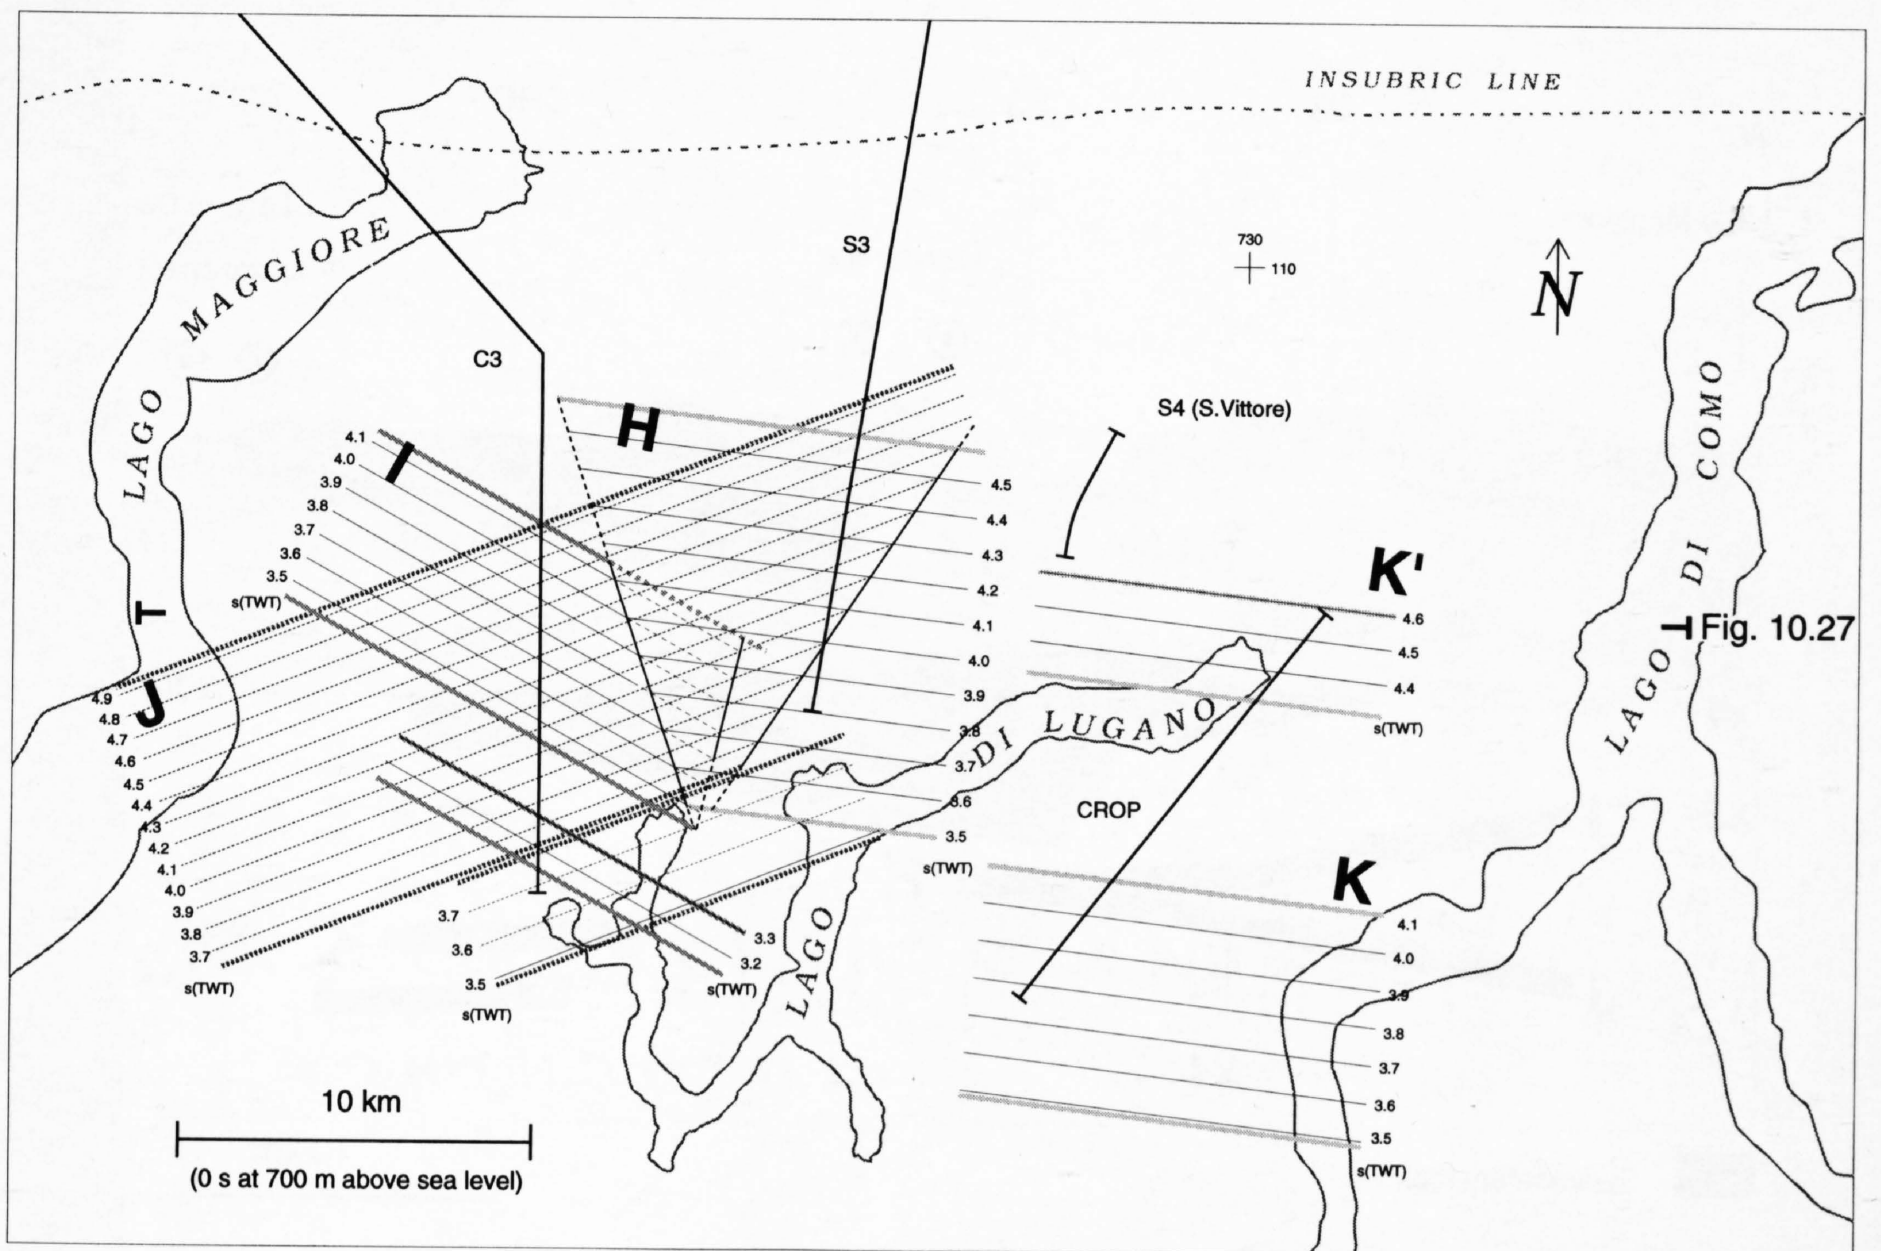 INSUBRIC LINE
LAGO MAGGIORE
S3
730
110
N
C3
S4 (S.Vittore)
LAGO DI COMO
H
I
4.1
4.0
3.9
3.8
3.7
3.6
3.5
s(TWT)
4.5
4.4
4.3
4.2
4.1
4.0
3.9
3.8
3.7
3.6
3.5
s(TWT)
K'
4.6
4.5
4.4
s(TWT)
T
T Fig. 10.27
J
4.9
4.8
4.7
4.6
4.5
4.4
4.3
4.2
4.1
4.0
3.9
3.8
3.7
s(TWT)
LAGO DI LUGANO
CROP
K
4.1
4.0
3.9
3.8
3.7
3.6
3.5
s(TWT)
3.7
3.6
3.5
s(TWT)
3.3
3.2
s(TWT)
10 km
(0 s at 700 m above sea level)